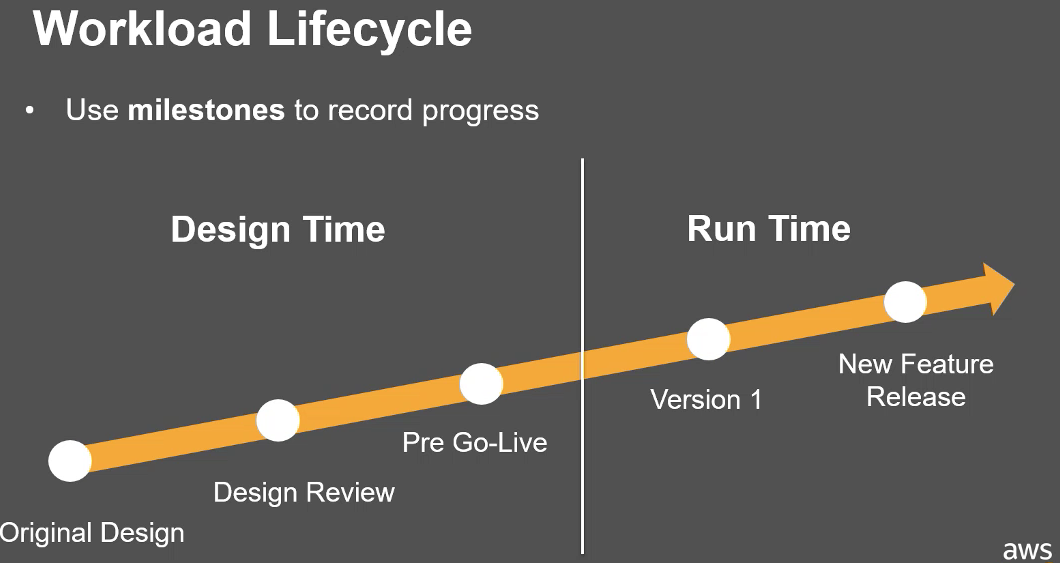 Workload Lifecycle
• Use milestones to record progress
Design Time
Run Time
Original Design
Design Review
Pre Go-Live
Version 1
New Feature
Release
aws